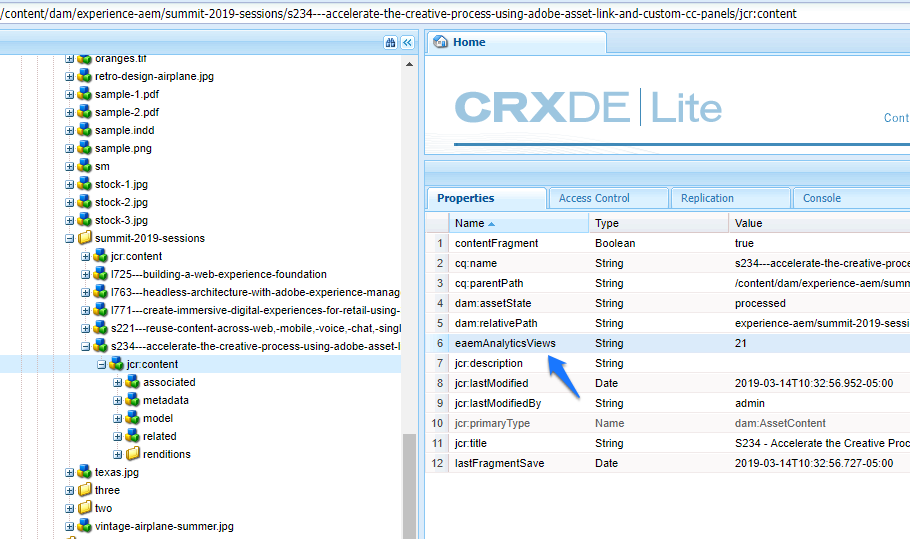 /content/dam/experience-aem/summit-2019-sessions/s234---accelerate-the-creative-process-using-adobe-asset-link-and-custom-cc-panels/jcr:content
oranges.tif
retro-design-airplane.jpg
sample-1.pdf
sample-2.pdf
sample.indd
sample.png
sm
stock-1.jpg
stock-2.jpg
stock-3.jpg
summit-2019-sessions
jcr:content
l725---building-a-web-experience-foundation
l763---headless-architecture-with-adobe-experience-manag
l771---create-immersive-digital-experiences-for-retail-using-
s221---reuse-content-across-web,-mobile,-voice,-chat,-singl
s234---accelerate-the-creative-process-using-adobe-asset-l
jcr:content
associated
metadata
model
related
renditions
texas.jpg
three
two
vintage-airplane-summer.jpg
Home
CRXDE Lite
Cont
Properties Access Control Replication Console
Name Type Value
1 contentFragment Boolean true
2 cq:name String s234---accelerate-the-creative-proce
3 cq:parentPath String /content/dam/experience-aem/summ
4 dam:assetState String processed
5 dam:relativePath String experience-aem/summit-2019-sessi
6 eaemAnalyticsViews String 21
7 jcr:description String
8 jcr:lastModified Date 2019-03-14T10:32:56.952-05:00
9 jcr:lastModifiedBy String admin
10 jcr:primaryType Name dam:AssetContent
11 jcr:title String S234 - Accelerate the Creative Proc
12 lastFragmentSave Date 2019-03-14T10:32:56.727-05:00